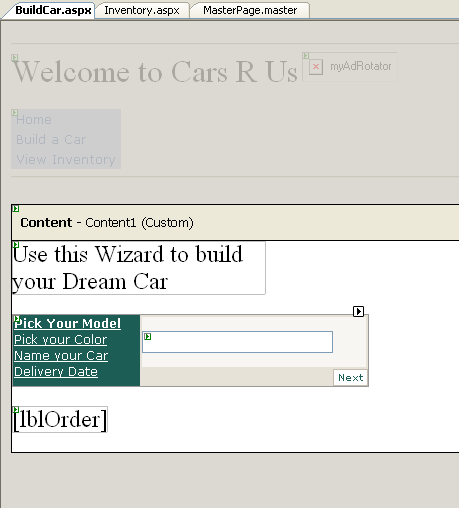 BuildCar.aspx Inventory.aspx MasterPage.master
Welcome to Cars R Us myAdRotator
Home
Build a Car
View Inventory
Content - Content1 (Custom)
Use this Wizard to build
your Dream Car
Pick Your Model
Pick your Color
Name your Car
Delivery Date
Next
[lblOrder]